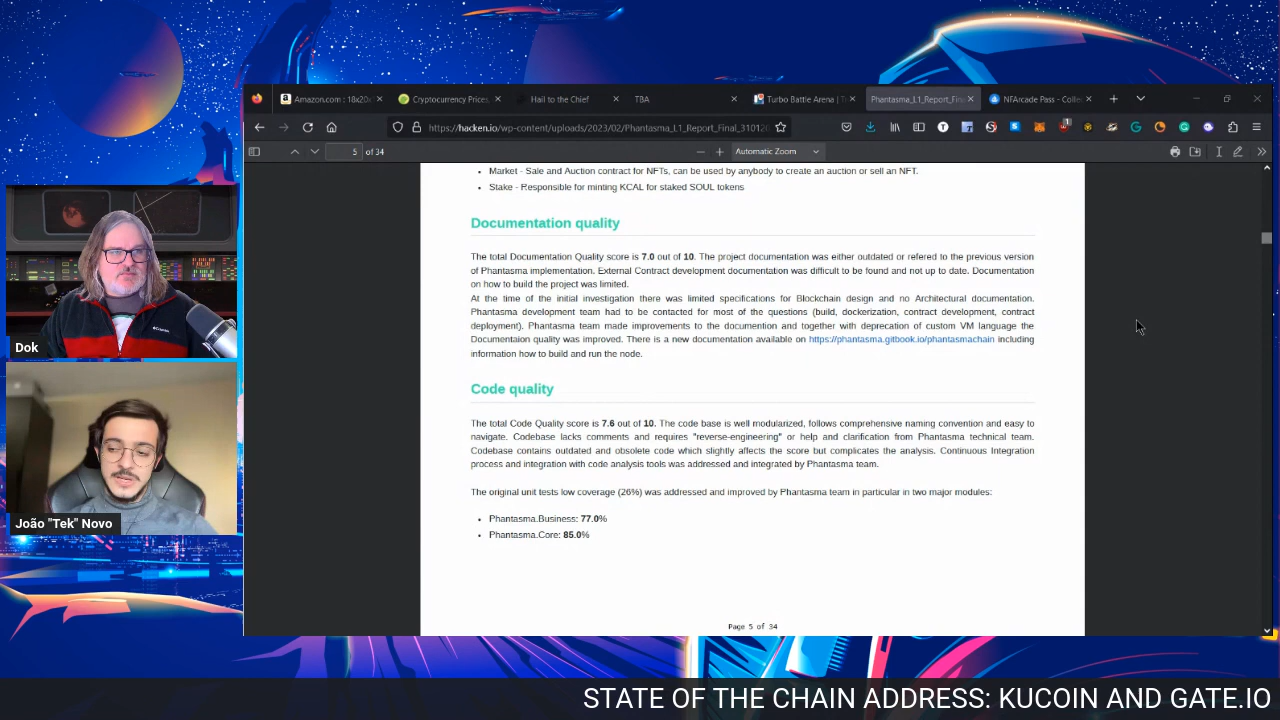 Amazon.com : 18x20
Cryptocurrency Prices
Hail to the Chief
TBA
Turbo Battle Arena | T
Phantasma_L1_Report_Fina
NFArcade Pass - Collec
https://hacken.io/wp-content/uploads/2023/02/Phantasma_L1_Report_Final_31012
5 of 34
Automatic Zoom
• Market - Sale and Auction contract for NFTs, can be used by anybody to create an auction or sell an NFT.
• Stake - Responsible for minting KCAL for staked SOUL tokens
Documentation quality
The total Documentation Quality score is 7.0 out of 10. The project documentation was either outdated or refered to the previous version
of Phantasma implementation. External Contract development documentation was difficult to be found and not up to date. Documentation
on how to build the project was limited.
At the time of the initial investigation there was limited specifications for Blockchain design and no Architectural documentation.
Phantasma development team had to be contacted for most of the questions (build, dockerization, contract development, contract
deployment). Phantasma team made improvements to the documention and together with deprecation of custom VM language the
Documentaion quality was improved. There is a new documentation available on https://phantasma.gitbook.io/phantasmachain including
information how to build and run the node.
Code quality
The total Code Quality score is 7.6 out of 10. The code base is well modularized, follows comprehensive naming convention and easy to
navigate. Codebase lacks comments and requires "reverse-engineering" or help and clarification from Phantasma technical team.
Codebase contains outdated and obsolete code which slightly affects the score but complicates the analysis. Continuous Integration
process and integration with code analysis tools was addressed and integrated by Phantasma team.
The original unit tests low coverage (26%) was addressed and improved by Phantasma team in particular in two major modules:
• Phantasma.Business: 77.0%
• Phantasma.Core: 85.0%
Page 5 of 34
Dok
João "Tek" Novo
STATE OF THE CHAIN ADDRESS: KUCOIN AND GATE.IO